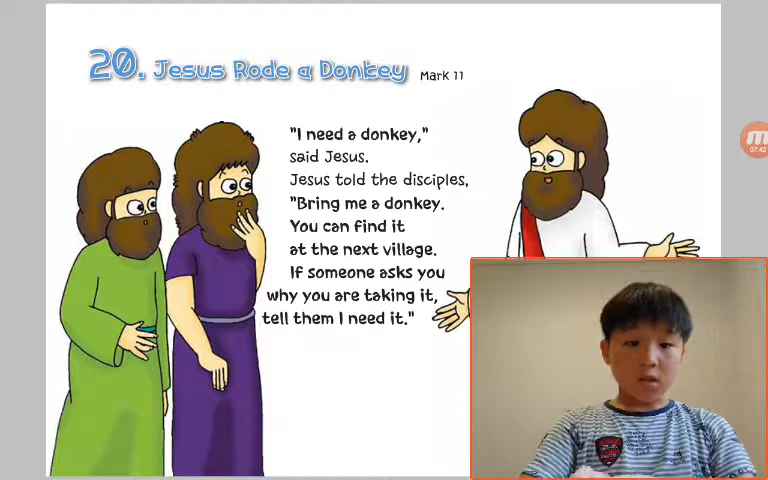 20. Jesus Rode a Donkey Mark 11
"I need a donkey,"
said Jesus.
Jesus told the disciples,
"Bring me a donkey.
You can find it
at the next village.
If someone asks you
why you are taking it,
tell them I need it."
M
07:42